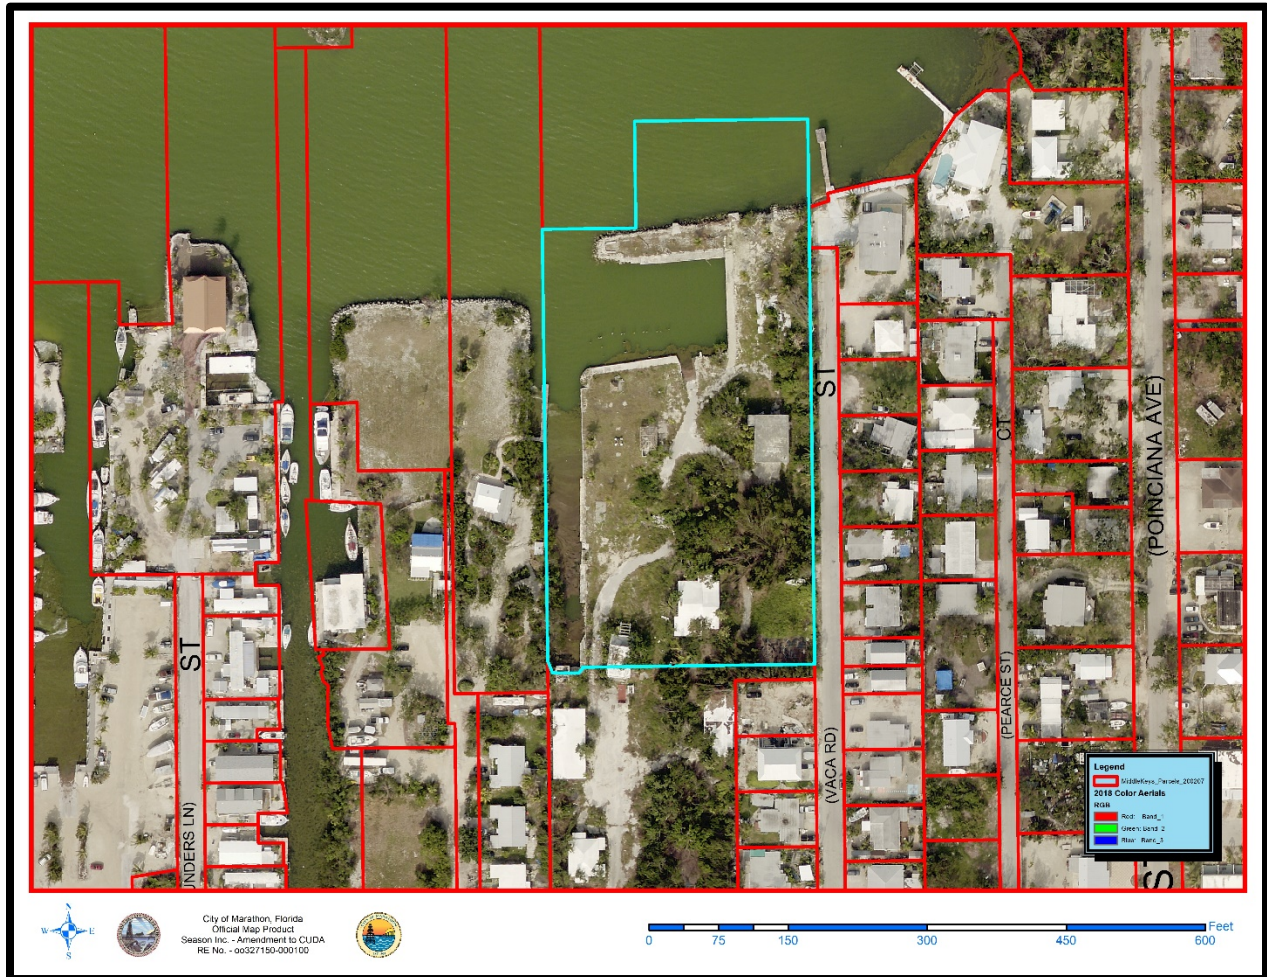 ST
CT
(POINCIANA AVE)
ST
(PEARCE ST)
(VACA RD)
UNDERS LN)
Legend
MiddleKeys_Parcels_200207
2018 Color Aerials
RGB
Red: Band_1
Green: Band_2
Blue: Band_3
S
N
W E
S
City of Marathon, Florida
Official Map Product
Season Inc. - Amendment to CUDA
RE No. - oo327150-000100
Feet
0 75 150 300 450 600